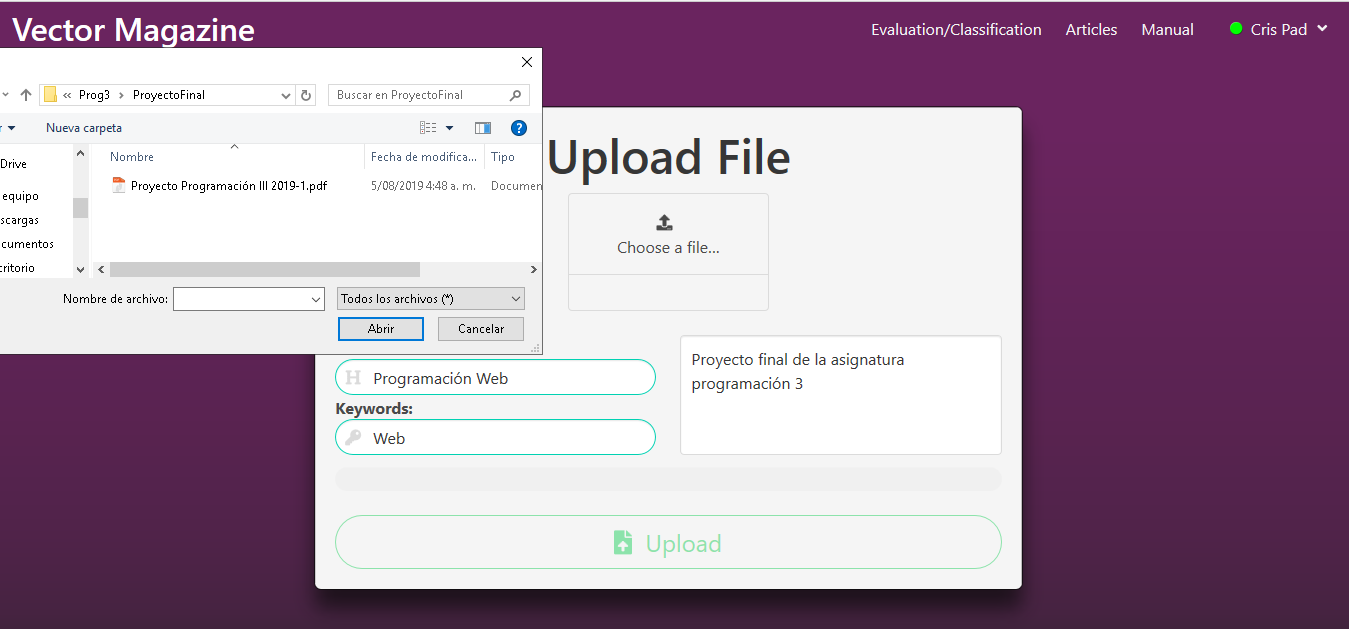 Vector Magazine
Evaluation/Classification Articles Manual Cris Pad
« Prog3 › ProyectoFinal
Buscar en ProyectoFinal
Nueva carpeta
Nombre Fecha de modifica... Tipo
Proyecto Programación III 2019-1.pdf 5/08/2019 4:48 a. m. Documen
Drive
equipo
scargas
cumentos
critorio
Nombre de archivo: Todos los archivos (*)
Abrir Cancelar
Upload File
Choose a file...
H Programación Web
Keywords:
Web
Proyecto final de la asignatura
programación 3
Upload